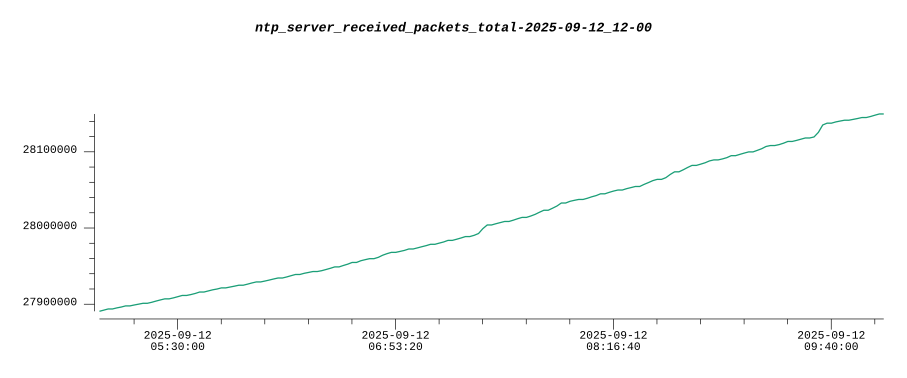 ntp_server_received_packets_total-2025-09-12_12-00
28100000
28000000
27900000
2025-09-12 2025-09-12 2025-09-12 2025-09-12
05:30:00 06:53:20 08:16:40 09:40:00